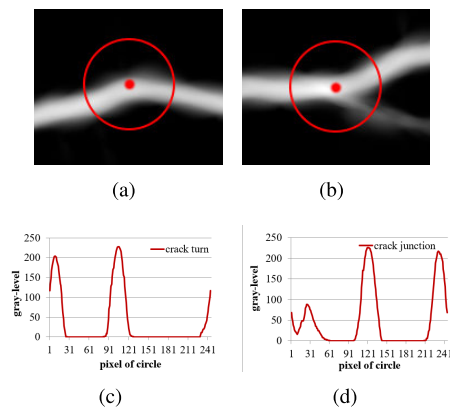 (a) (b)
250
200
150
100
50
0
gray-level
crack turn
1 31 61 91 121 151 181 211 241
pixel of circle
(c)
250
200
150
100
50
0
gray-level
crack junction
1 31 61 91 121 151 181 211 241
pixel of circle
(d)